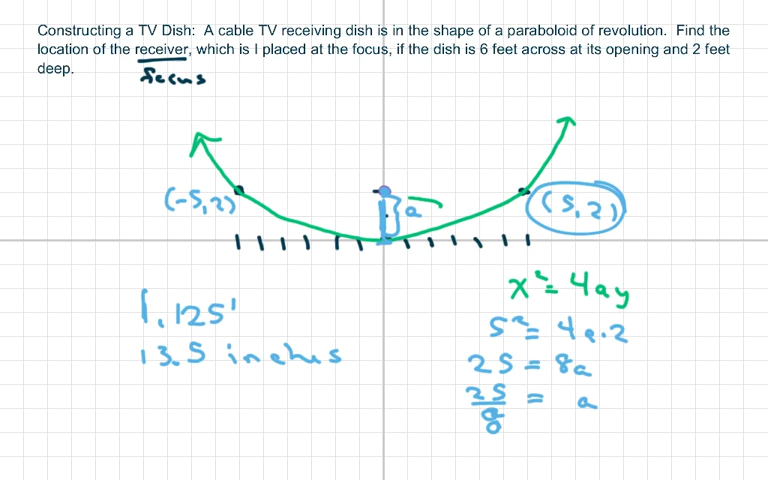 Constructing a TV Dish: A cable TV receiving dish is in the shape of a paraboloid of revolution. Find the
location of the receiver, which is I placed at the focus, if the dish is 6 feet across at its opening and 2 feet
deep.
focus
(-5,2)
a
(5,2)
x²=4ay
1.125'
5²=4a·2
13.5 inches
25=8a
25/8 = a